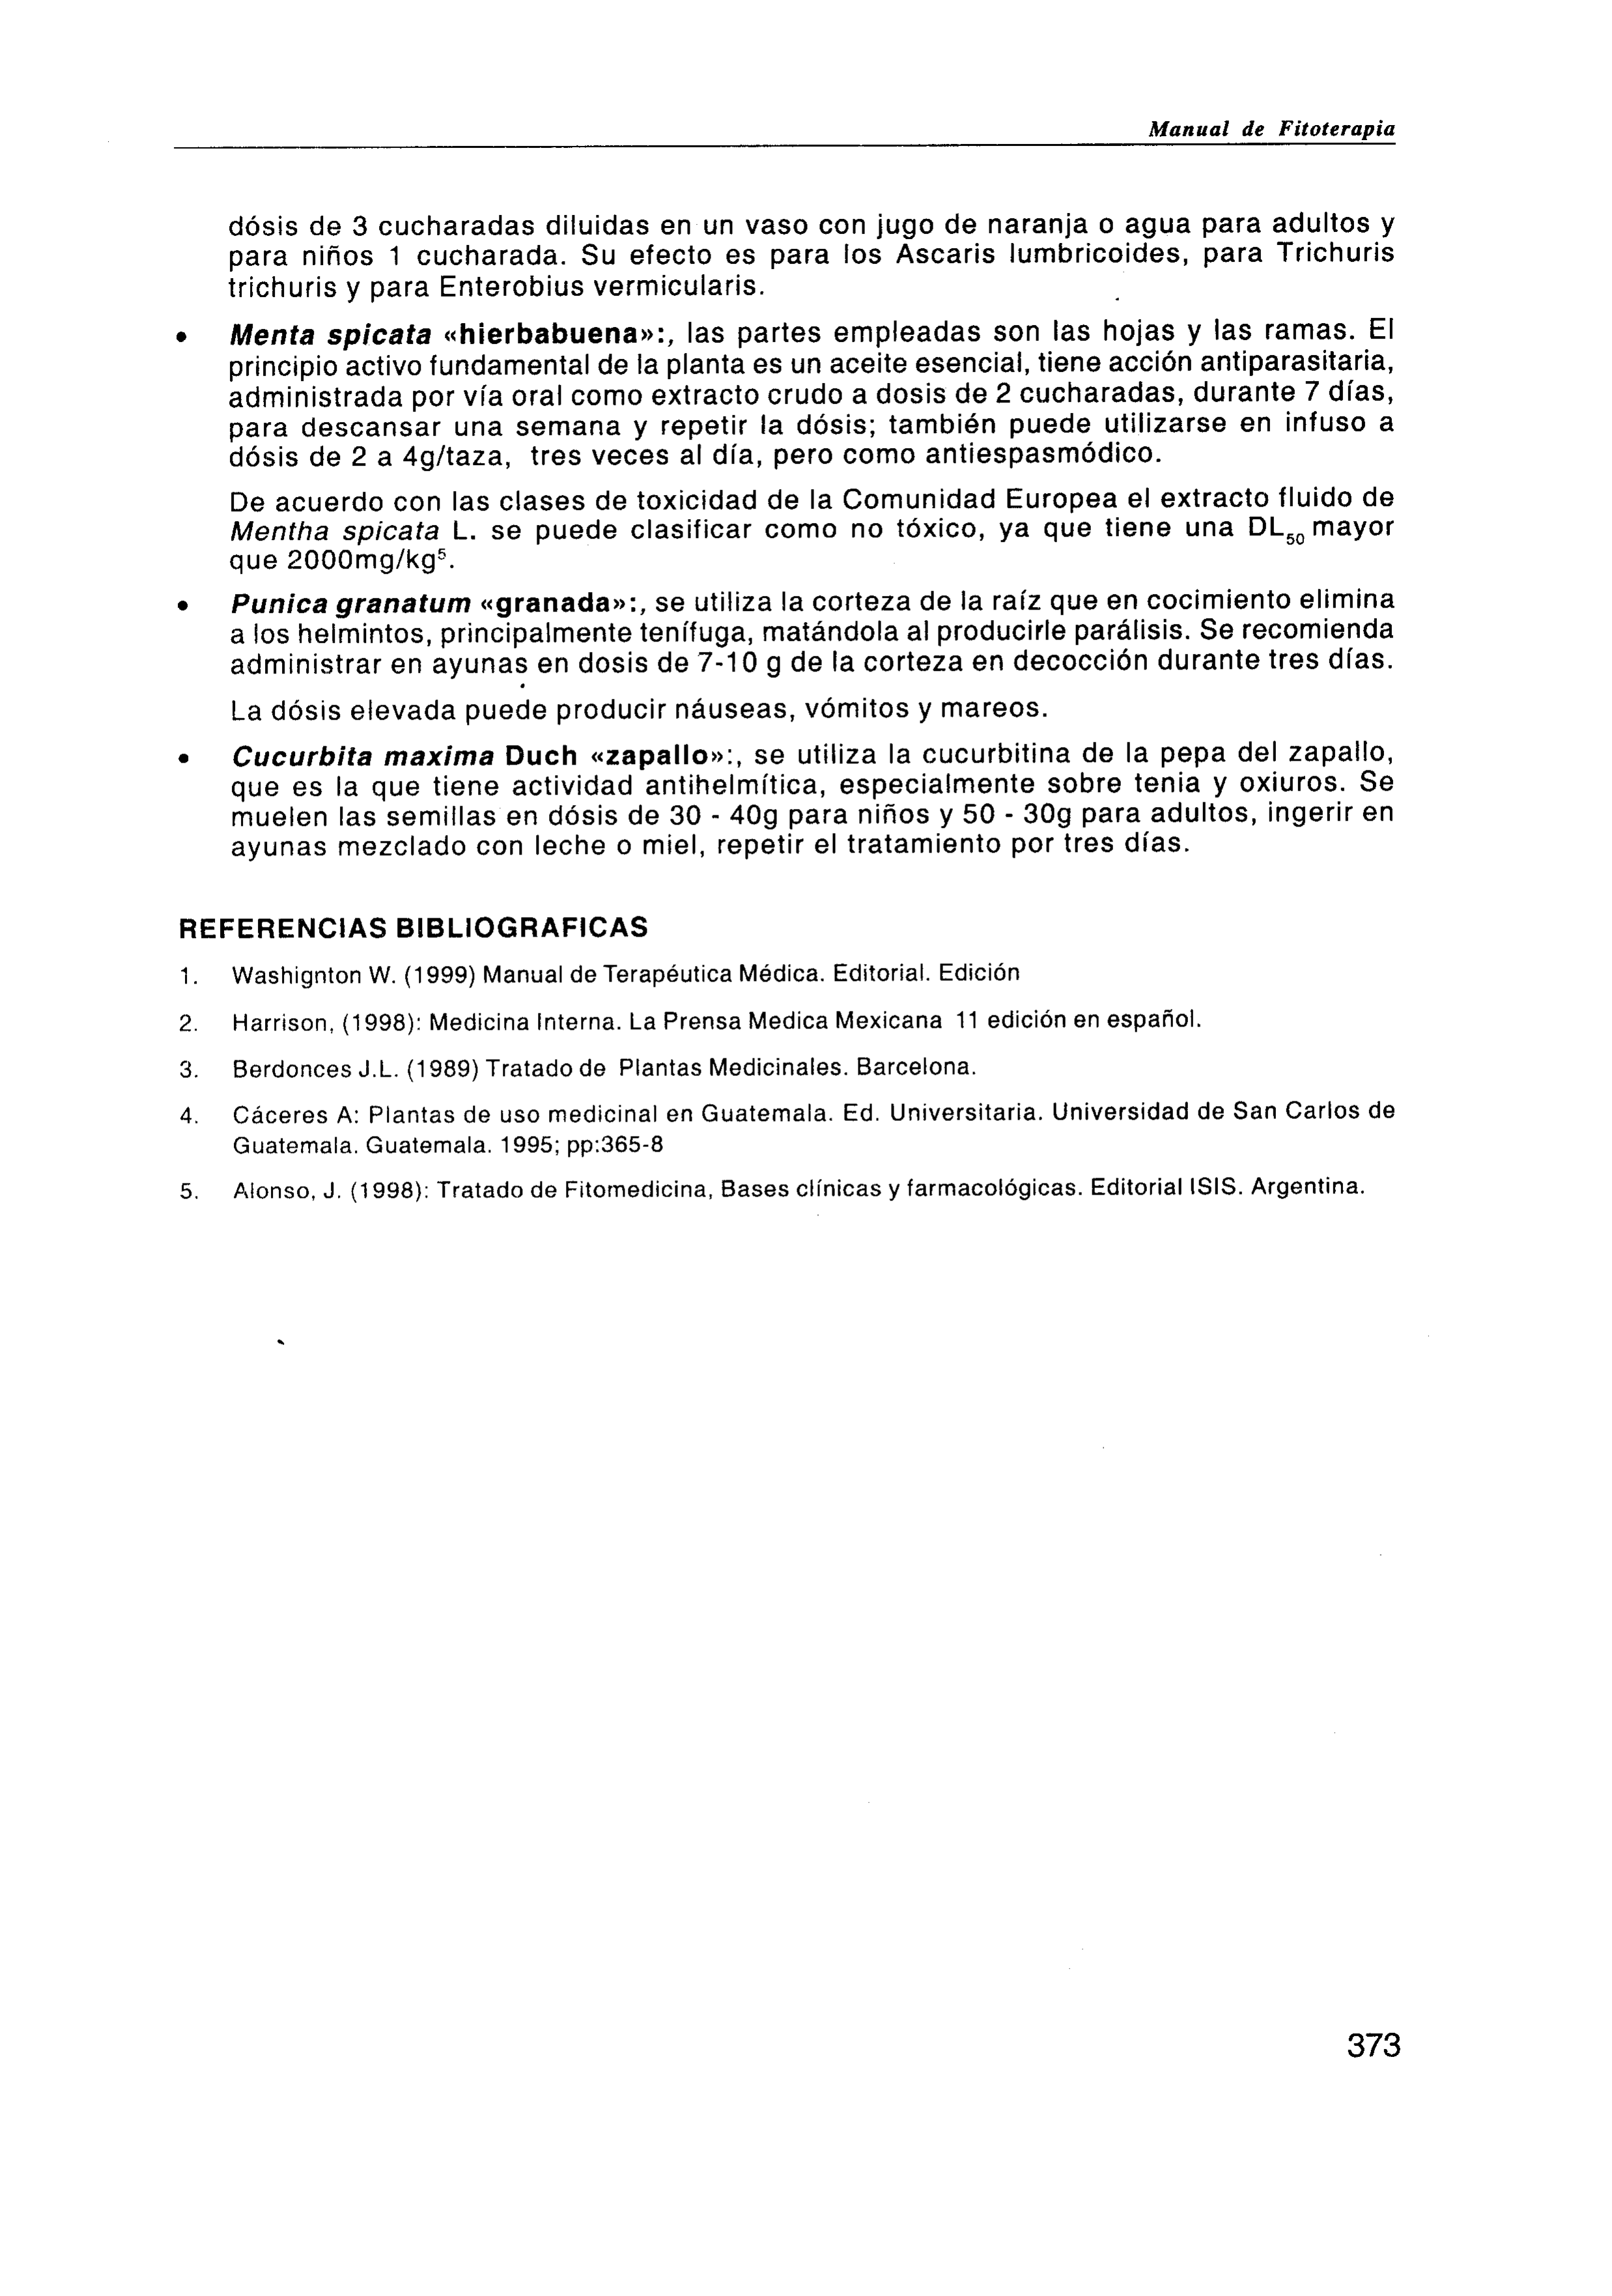 Manual de Fitoterapia
dósis de 3 cucharadas diluidas en un vaso con jugo de naranja o agua para adultos y
para niños 1 cucharada. Su efecto es para los Ascaris lumbricoides, para Trichuris
trichuris y para Enterobius vermicularis.
• Menta spicata «hierbabuena»:, las partes empleadas son las hojas y las ramas. El
principio activo fundamental de la planta es un aceite esencial, tiene acción antiparasitaria,
administrada por vía oral como extracto crudo a dosis de 2 cucharadas, durante 7 días,
para descansar una semana y repetir la dósis; también puede utilizarse en infuso a
dósis de 2 a 4g/taza, tres veces al día, pero como antiespasmódico.
De acuerdo con las clases de toxicidad de la Comunidad Europea el extracto fluido de
Mentha spicata L. se puede clasificar como no tóxico, ya que tiene una DL₅₀ mayor
que 2000mg/kg⁵.
• Punica granatum «granada»:, se utiliza la corteza de la raíz que en cocimiento elimina
a los helmintos, principalmente tenífuga, matándola al producirle parálisis. Se recomienda
administrar en ayunas en dosis de 7-10 g de la corteza en decocción durante tres días.
La dósis elevada puede producir náuseas, vómitos y mareos.
• Cucurbita maxima Duch «zapallo»:, se utiliza la cucurbitina de la pepa del zapallo,
que es la que tiene actividad antihelmítica, especialmente sobre tenia y oxiuros. Se
muelen las semillas en dósis de 30 - 40g para niños y 50 - 30g para adultos, ingerir en
ayunas mezclado con leche o miel, repetir el tratamiento por tres días.
REFERENCIAS BIBLIOGRAFICAS
1. Washignton W. (1999) Manual de Terapéutica Médica. Editorial. Edición
2. Harrison, (1998): Medicina Interna. La Prensa Medica Mexicana 11 edición en español.
3. Berdonces J.L. (1989) Tratado de Plantas Medicinales. Barcelona.
4. Cáceres A: Plantas de uso medicinal en Guatemala. Ed. Universitaria. Universidad de San Carlos de
Guatemala. Guatemala. 1995; pp:365-8
5. Alonso, J. (1998): Tratado de Fitomedicina, Bases clínicas y farmacológicas. Editorial ISIS. Argentina.
373